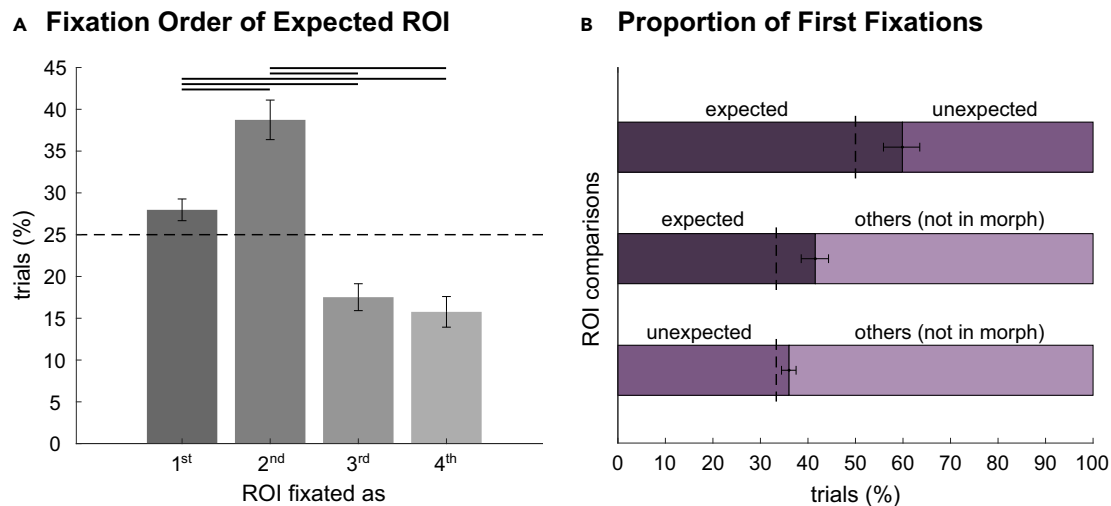 A Fixation Order of Expected ROI
45
40
35
30
25
20
15
10
5
0
trials (%)
1st 2nd 3rd 4th
ROI fixated as
B Proportion of First Fixations
ROI comparisons
expected unexpected
expected others (not in morph)
unexpected others (not in morph)
0 10 20 30 40 50 60 70 80 90 100
trials (%)